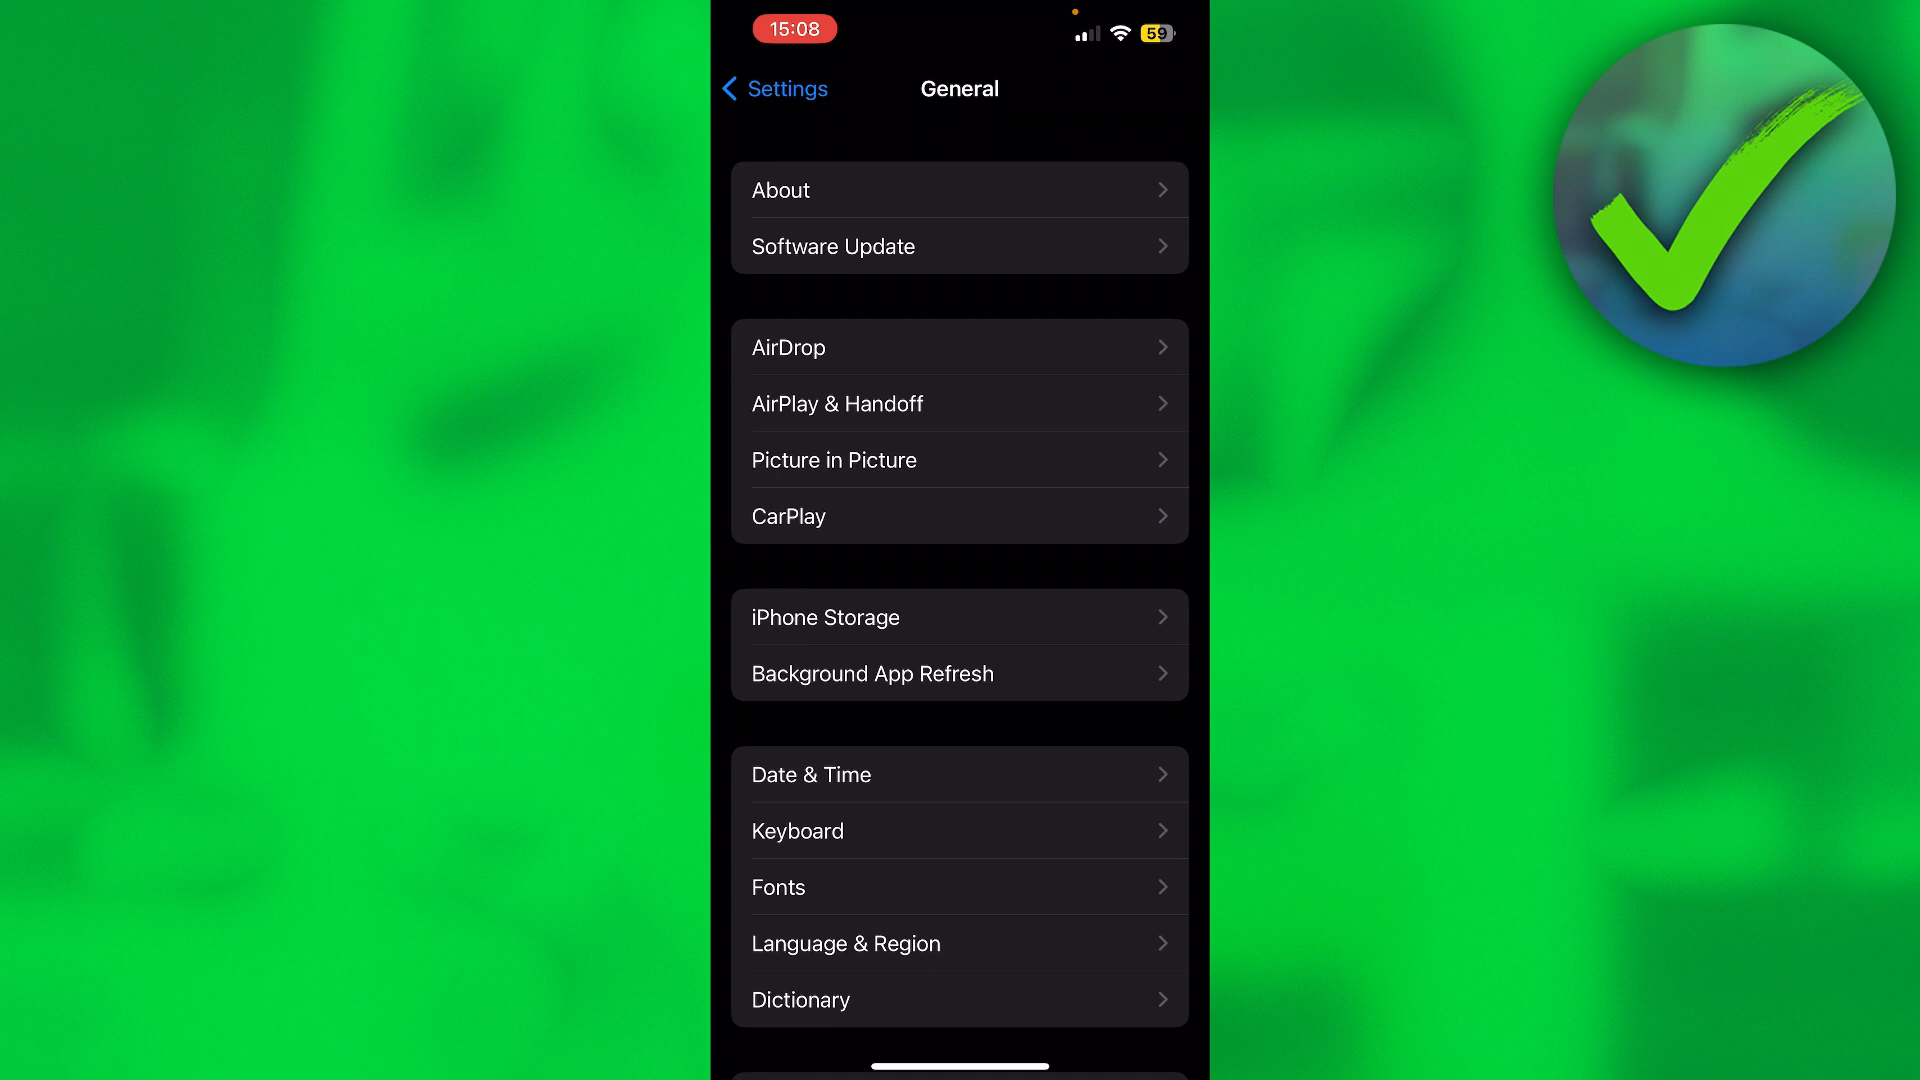 15:08
59
Settings
General
About
Software Update
AirDrop
AirPlay & Handoff
Picture in Picture
CarPlay
iPhone Storage
Background App Refresh
Date & Time
Keyboard
Fonts
Language & Region
Dictionary